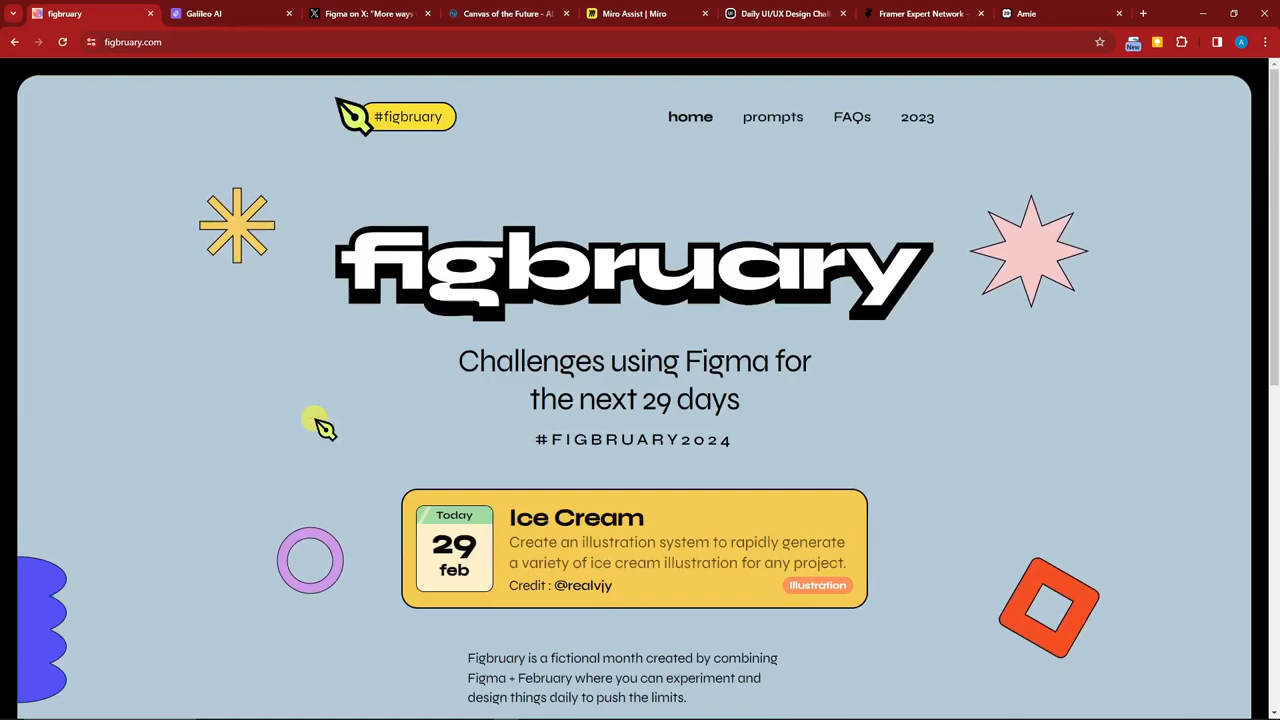 figbruary
Galileo AI
Figma on X: "More ways
Canvas of the Future - AI
Miro Assist | Miro
Daily UI/UX Design Chall
Framer Expert Network -
Amie
figbruary.com
New
A
#figbruary
home
prompts
FAQs
2023
figbruary
Challenges using Figma for
the next 29 days
#FIGBRUARY2024
Today
29
feb
Ice Cream
Create an illustration system to rapidly generate
a variety of ice cream illustration for any project.
Credit : @realvjy
Illustration
Figbruary is a fictional month created by combining
Figma + February where you can experiment and
design things daily to push the limits.